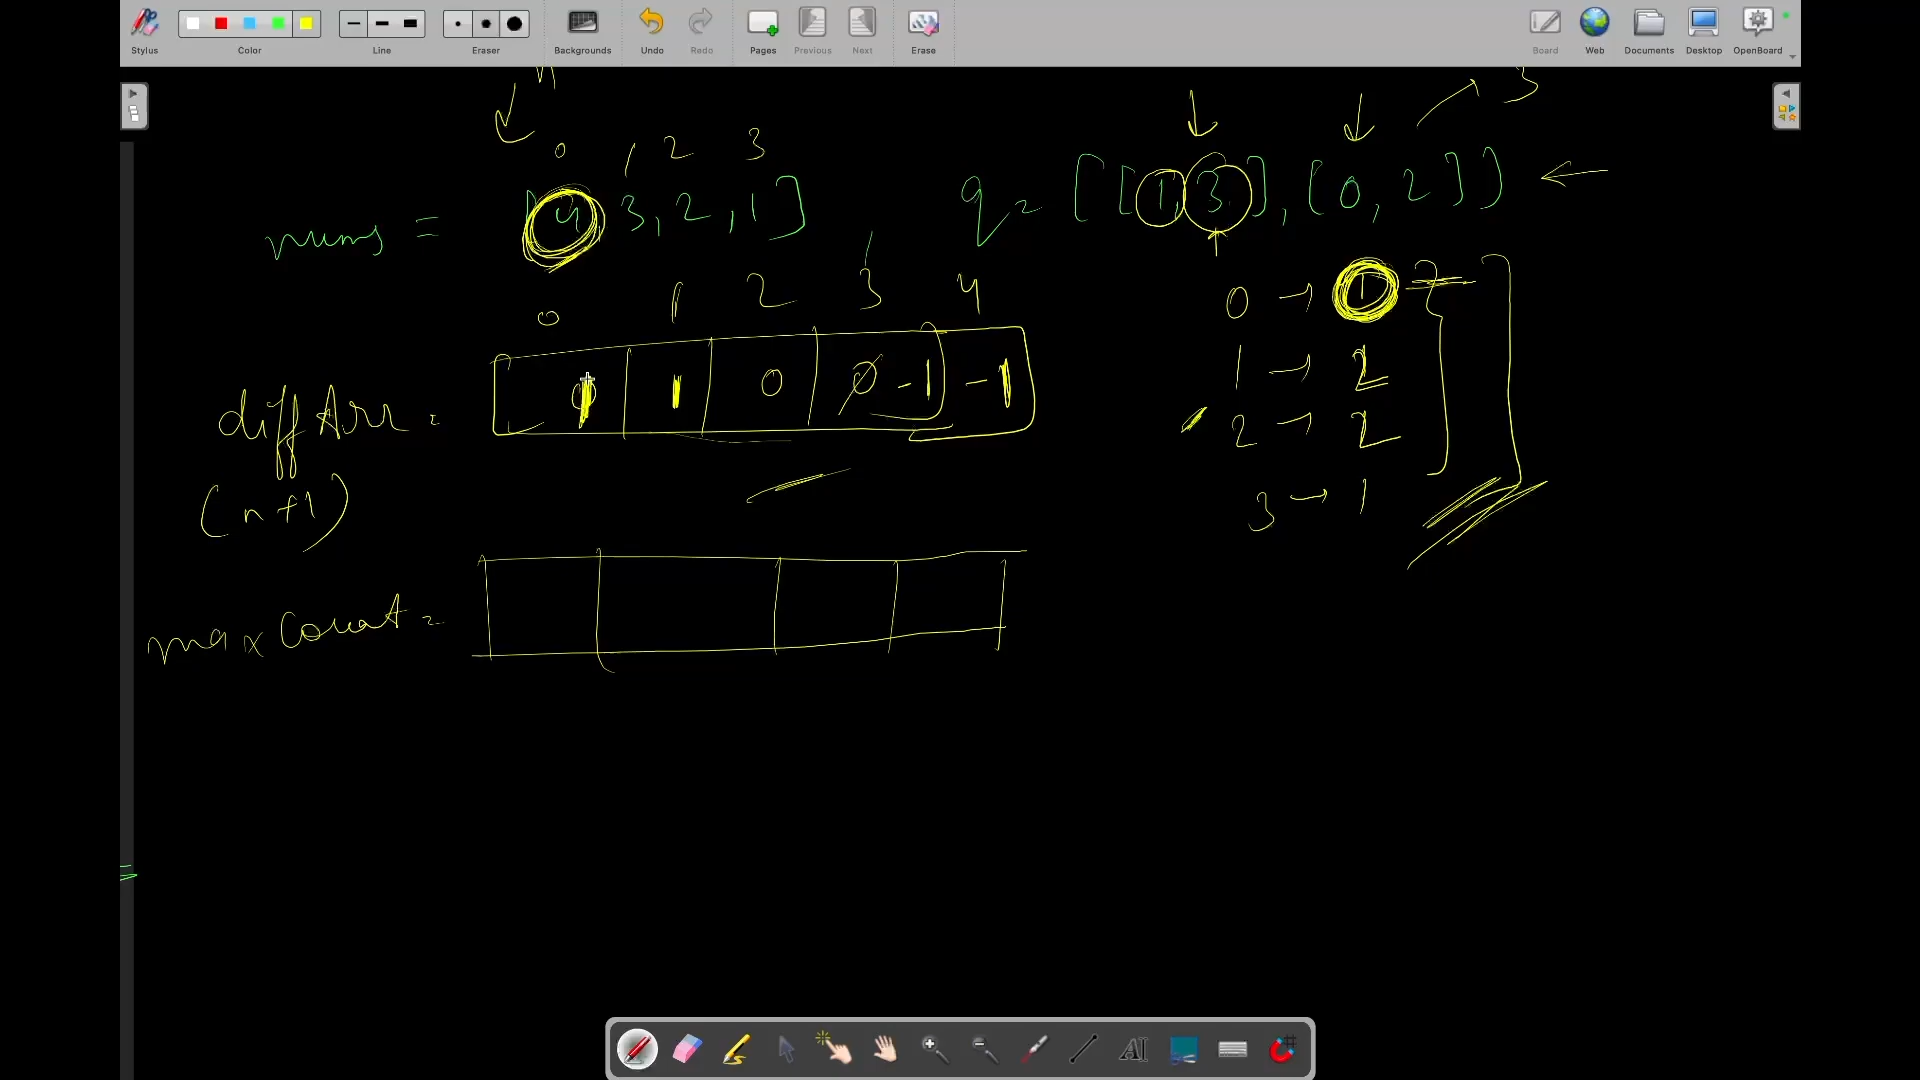 Stylus Color Line Eraser Backgrounds Undo Redo Pages Previous Next Erase Board Web Documents Desktop OpenBoard
n 3
0 1 2 3
nums = [4, 3, 2, 1] q = [[1, 3], [0, 2]] ←
0 1 2 3 4
0 → 1
diffArr = 1 1 0 0 -1 -1
1 → 2
2 → 2
(n+1)
3 → 1
maxCount =